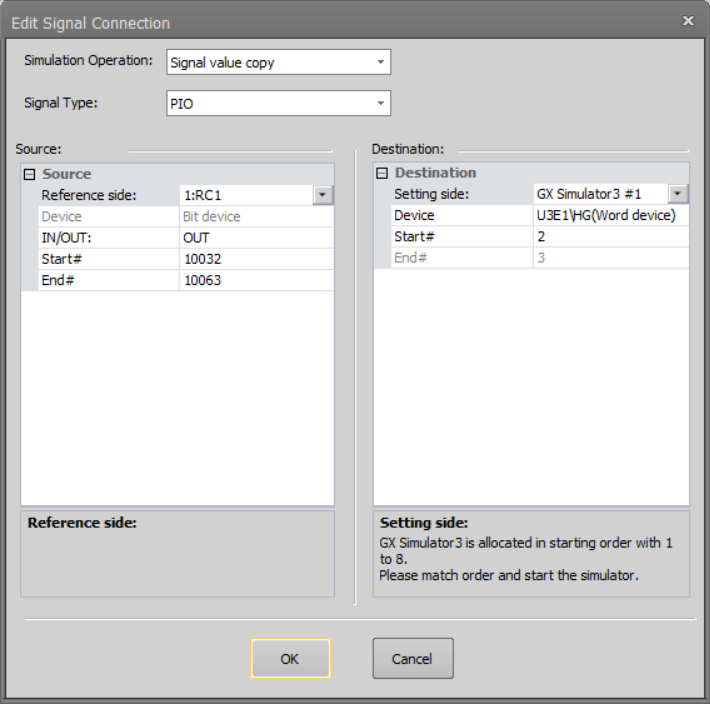 Edit Signal Connection
Simulation Operation: Signal value copy
Signal Type: PIO
Source:
Source
Reference side: 1:RC1
Device Bit device
IN/OUT: OUT
Start# 10032
End# 10063
Reference side:
Destination:
Destination
Setting side: GX Simulator3 #1
Device U3E1\HG(Word device)
Start# 2
End# 3
Setting side:
GX Simulator3 is allocated in starting order with 1
to 8.
Please match order and start the simulator.
OK
Cancel